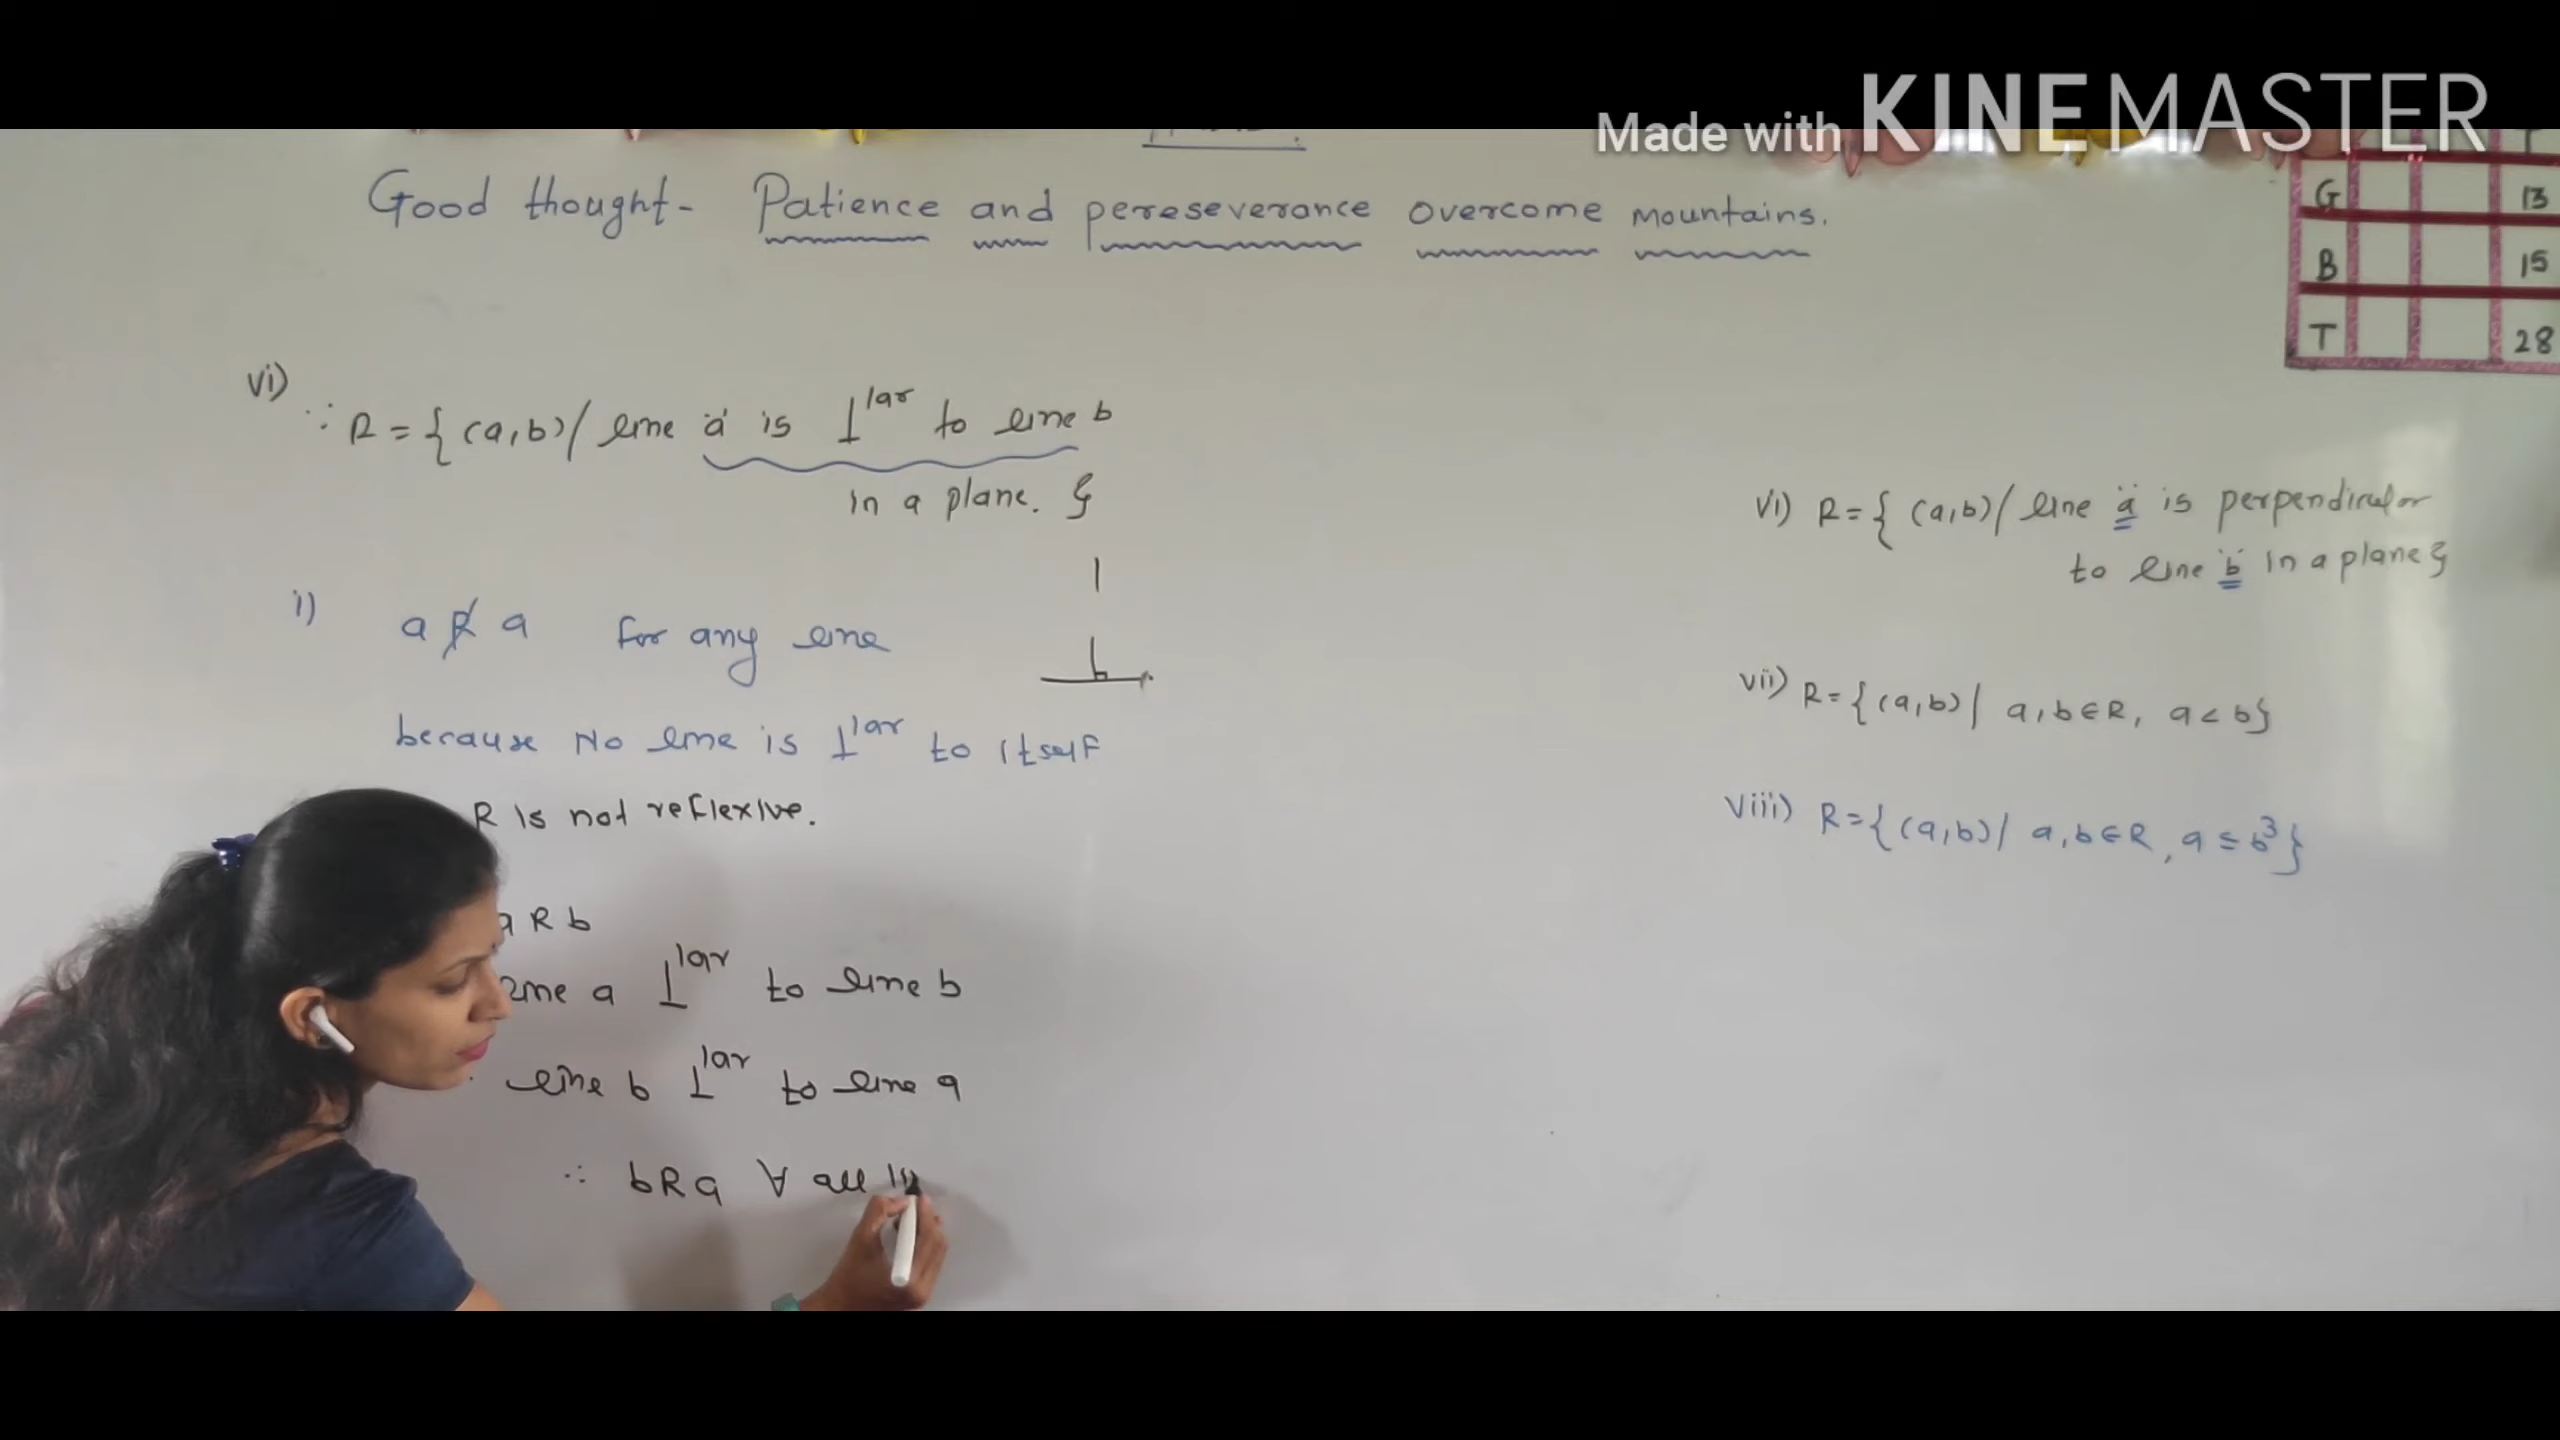 Made with KINEMASTER
Good thought- Patience and pereseverance overcome mountains.
G 13
B 15
T 28
vi)
∵ R = { (a,b) / line 'a' is ⊥lar to line b
in a plane. }
i) a R̸ a for any line
because No line is ⊥lar to itself
R is not reflexive.
a R b
line a ⊥lar to line b
line b ⊥lar to line a
∴ bRa ∀ all
vi) R = { (a,b) / line 'a' is perpendicular
to line 'b' in a plane }
vii) R = { (a,b) | a,b ∈ R, a < b}
viii) R = { (a,b) / a,b ∈ R, a ≤ b³ }